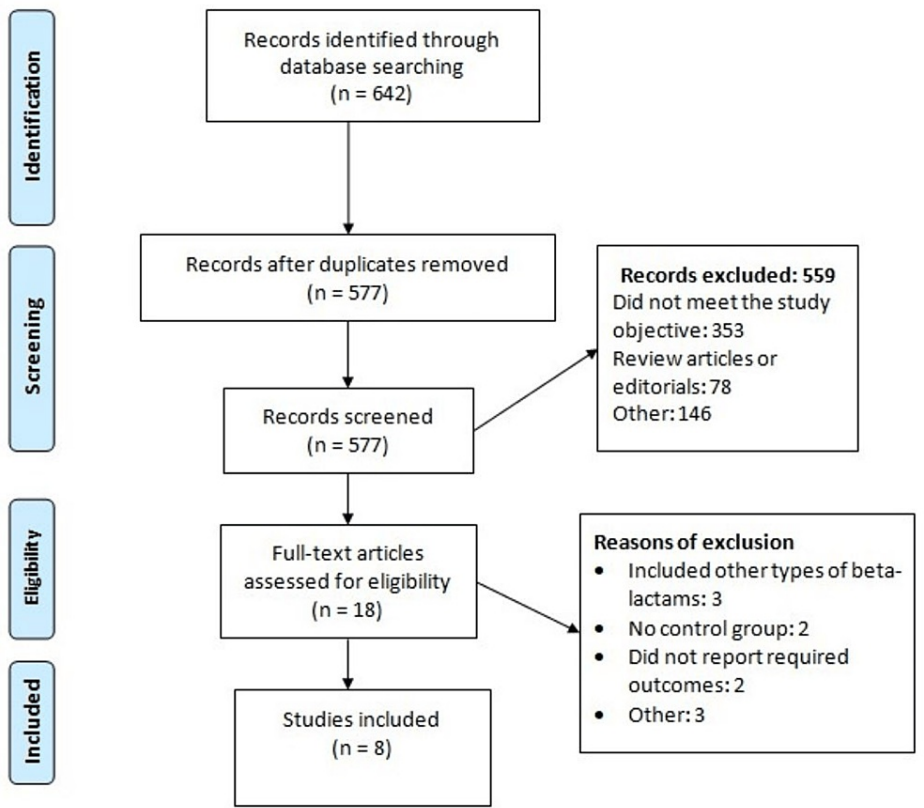 Identification
Records identified through
database searching
(n = 642)
Screening
Records after duplicates removed
(n = 577)
Records excluded: 559
Did not meet the study
objective: 353
Review articles or
editorials: 78
Other: 146
Records screened
(n = 577)
Eligibility
Full-text articles
assessed for eligibility
(n = 18)
Reasons of exclusion
• Included other types of beta-
lactams: 3
• No control group: 2
• Did not report required
outcomes: 2
• Other: 3
Included
Studies included
(n = 8)